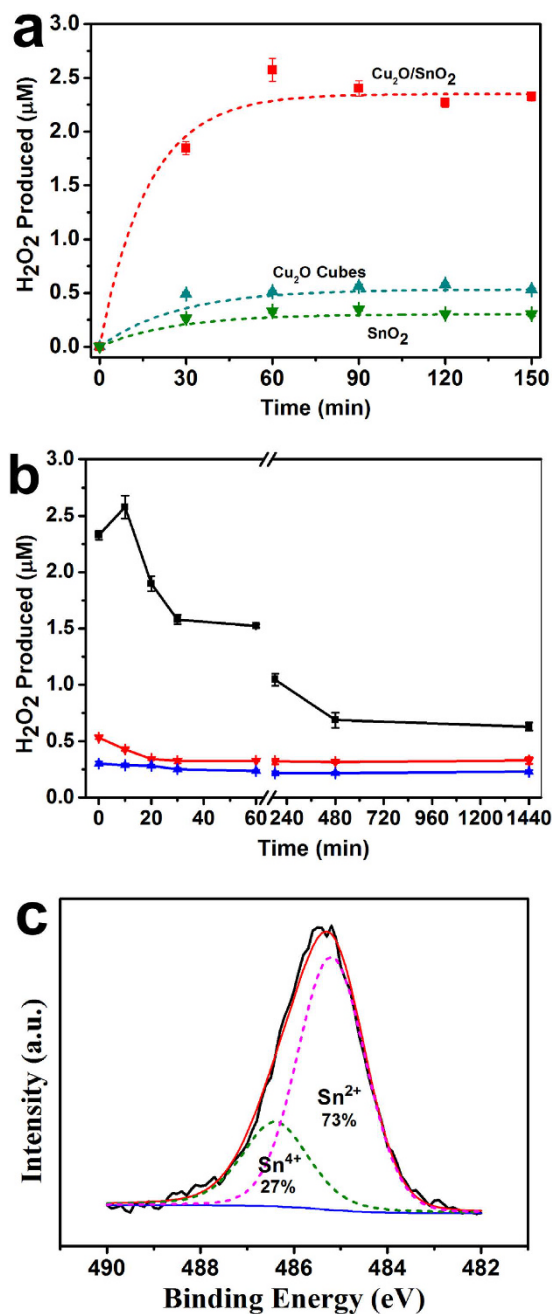 a
3.0
2.5
2.0
1.5
1.0
0.5
0.0
H₂O₂ Produced (µM)
Cu₂O/SnO₂
Cu₂O Cubes
SnO₂
0 30 60 90 120 150
Time (min)
b
3.0
2.5
2.0
1.5
1.0
0.5
0.0
H₂O₂ Produced (µM)
0 20 40 60 240 480 720 960 1200 1440
Time (min)
c
Intensity (a.u.)
Sn²⁺
73%
Sn⁴⁺
27%
490 488 486 484 482
Binding Energy (eV)